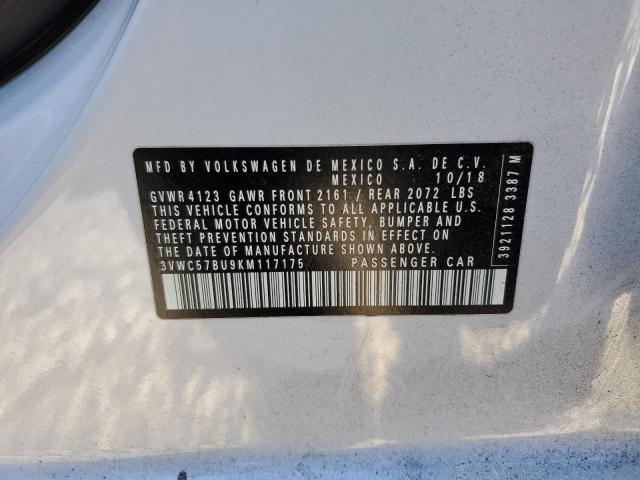 MFD BY VOLKSWAGEN DE MEXICO S.A. DE C.V.
MEXICO 10/18
GVWR 4123 GAWR FRONT 2161 / REAR 2072 LBS
THIS VEHICLE CONFORMS TO ALL APPLICABLE U.S.
FEDERAL MOTOR VEHICLE SAFETY, BUMPER AND
THEFT PREVENTION STANDARDS IN EFFECT ON
THE DATE OF MANUFACTURE SHOWN ABOVE.
3VWC57BU9KM117175 PASSENGER CAR
39211128 3387 M